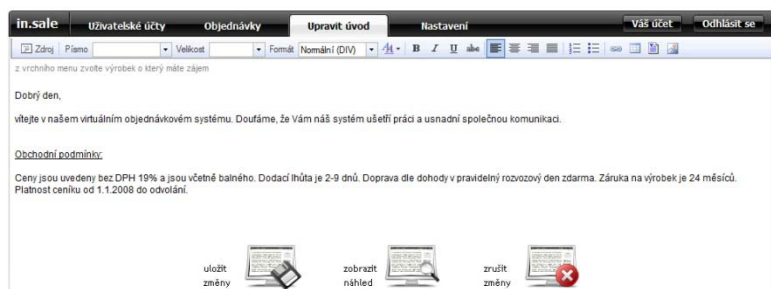 in.sale Uživatelské účty Objednávky Upravit úvod Nastavení Váš účet Odhlásit se
Zdroj Písmo Velikost Formát Normální (DIV) A B I U abc
z vrchního menu zvolte výrobek o který máte zájem
Dobrý den,
vítejte v našem virtuálním objednávkovém systému. Doufáme, že Vám náš systém ušetří práci a usnadní společnou komunikaci.
Obchodní podmínky:
Ceny jsou uvedeny bez DPH 19% a jsou včetně balného. Dodací lhůta je 2-9 dnů. Doprava dle dohody v pravidelný rozvozový den zdarma. Záruka na výrobek je 24 měsíců.
Platnost ceníku od 1.1.2008 do odvolání.
uložit zobrazit zrušit
změny náhled změny